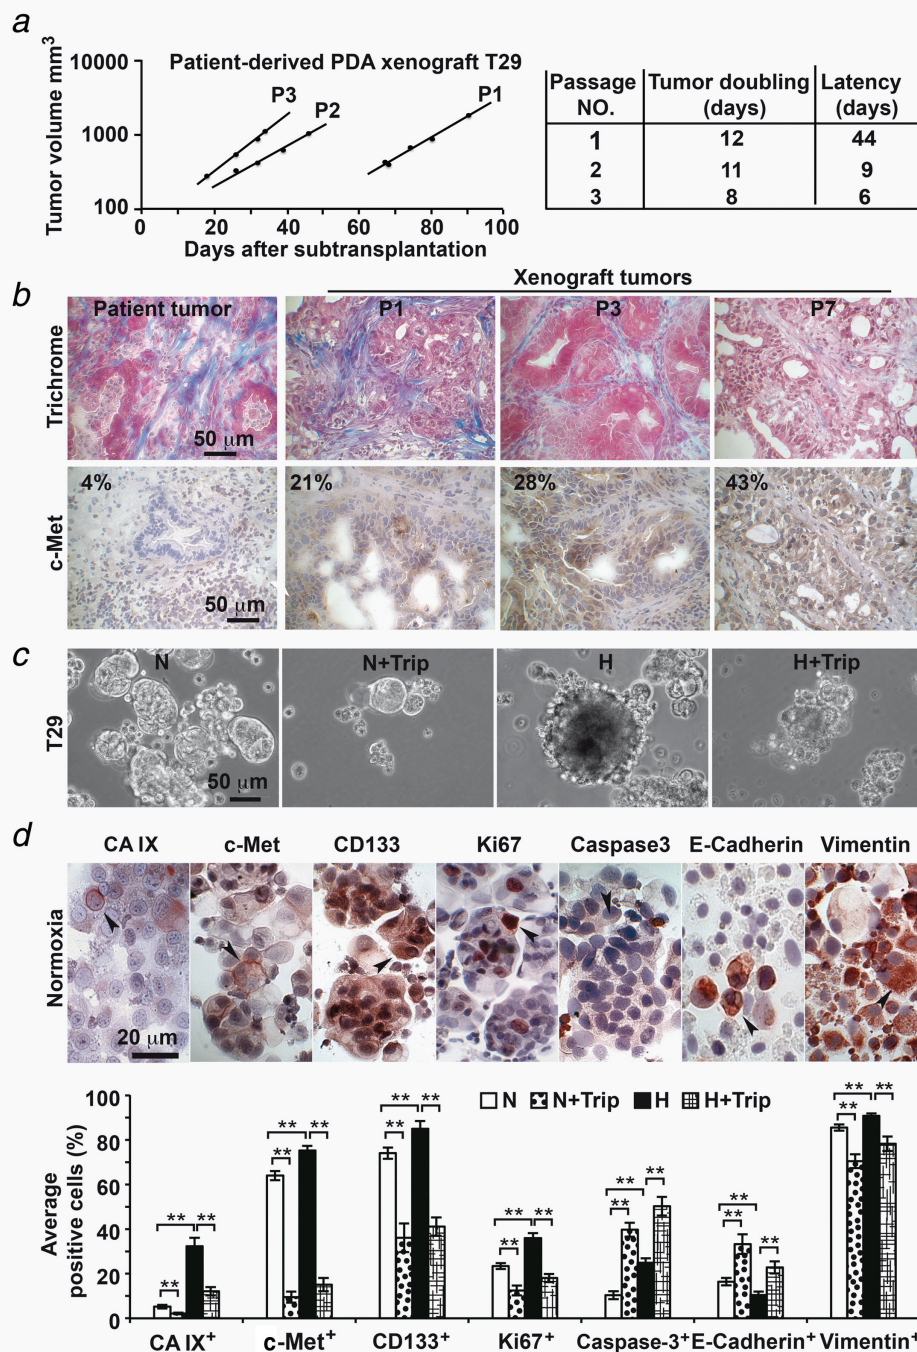 a
Patient-derived PDA xenograft T29
Tumor volume mm³
10000
1000
100
P3
P2
P1
0 20 40 60 80 100
Days after subtransplantation
Passage NO. Tumor doubling (days) Latency (days)
1 12 44
2 11 9
3 8 6
b
Xenograft tumors
Patient tumor P1 P3 P7
Trichrome
50 µm
c-Met
4% 21% 28% 43%
50 µm
c
N N+Trip H H+Trip
T29
50 µm
d
CA IX c-Met CD133 Ki67 Caspase3 E-Cadherin Vimentin
Normoxia
20 µm
N N+Trip H H+Trip
Average positive cells (%)
100
80
60
40
20
0
** ** **
** ** **
** ** **
** ** **
** ** **
** ** **
** ** **
CA IX⁺ c-Met⁺ CD133⁺ Ki67⁺ Caspase-3⁺ E-Cadherin⁺ Vimentin⁺